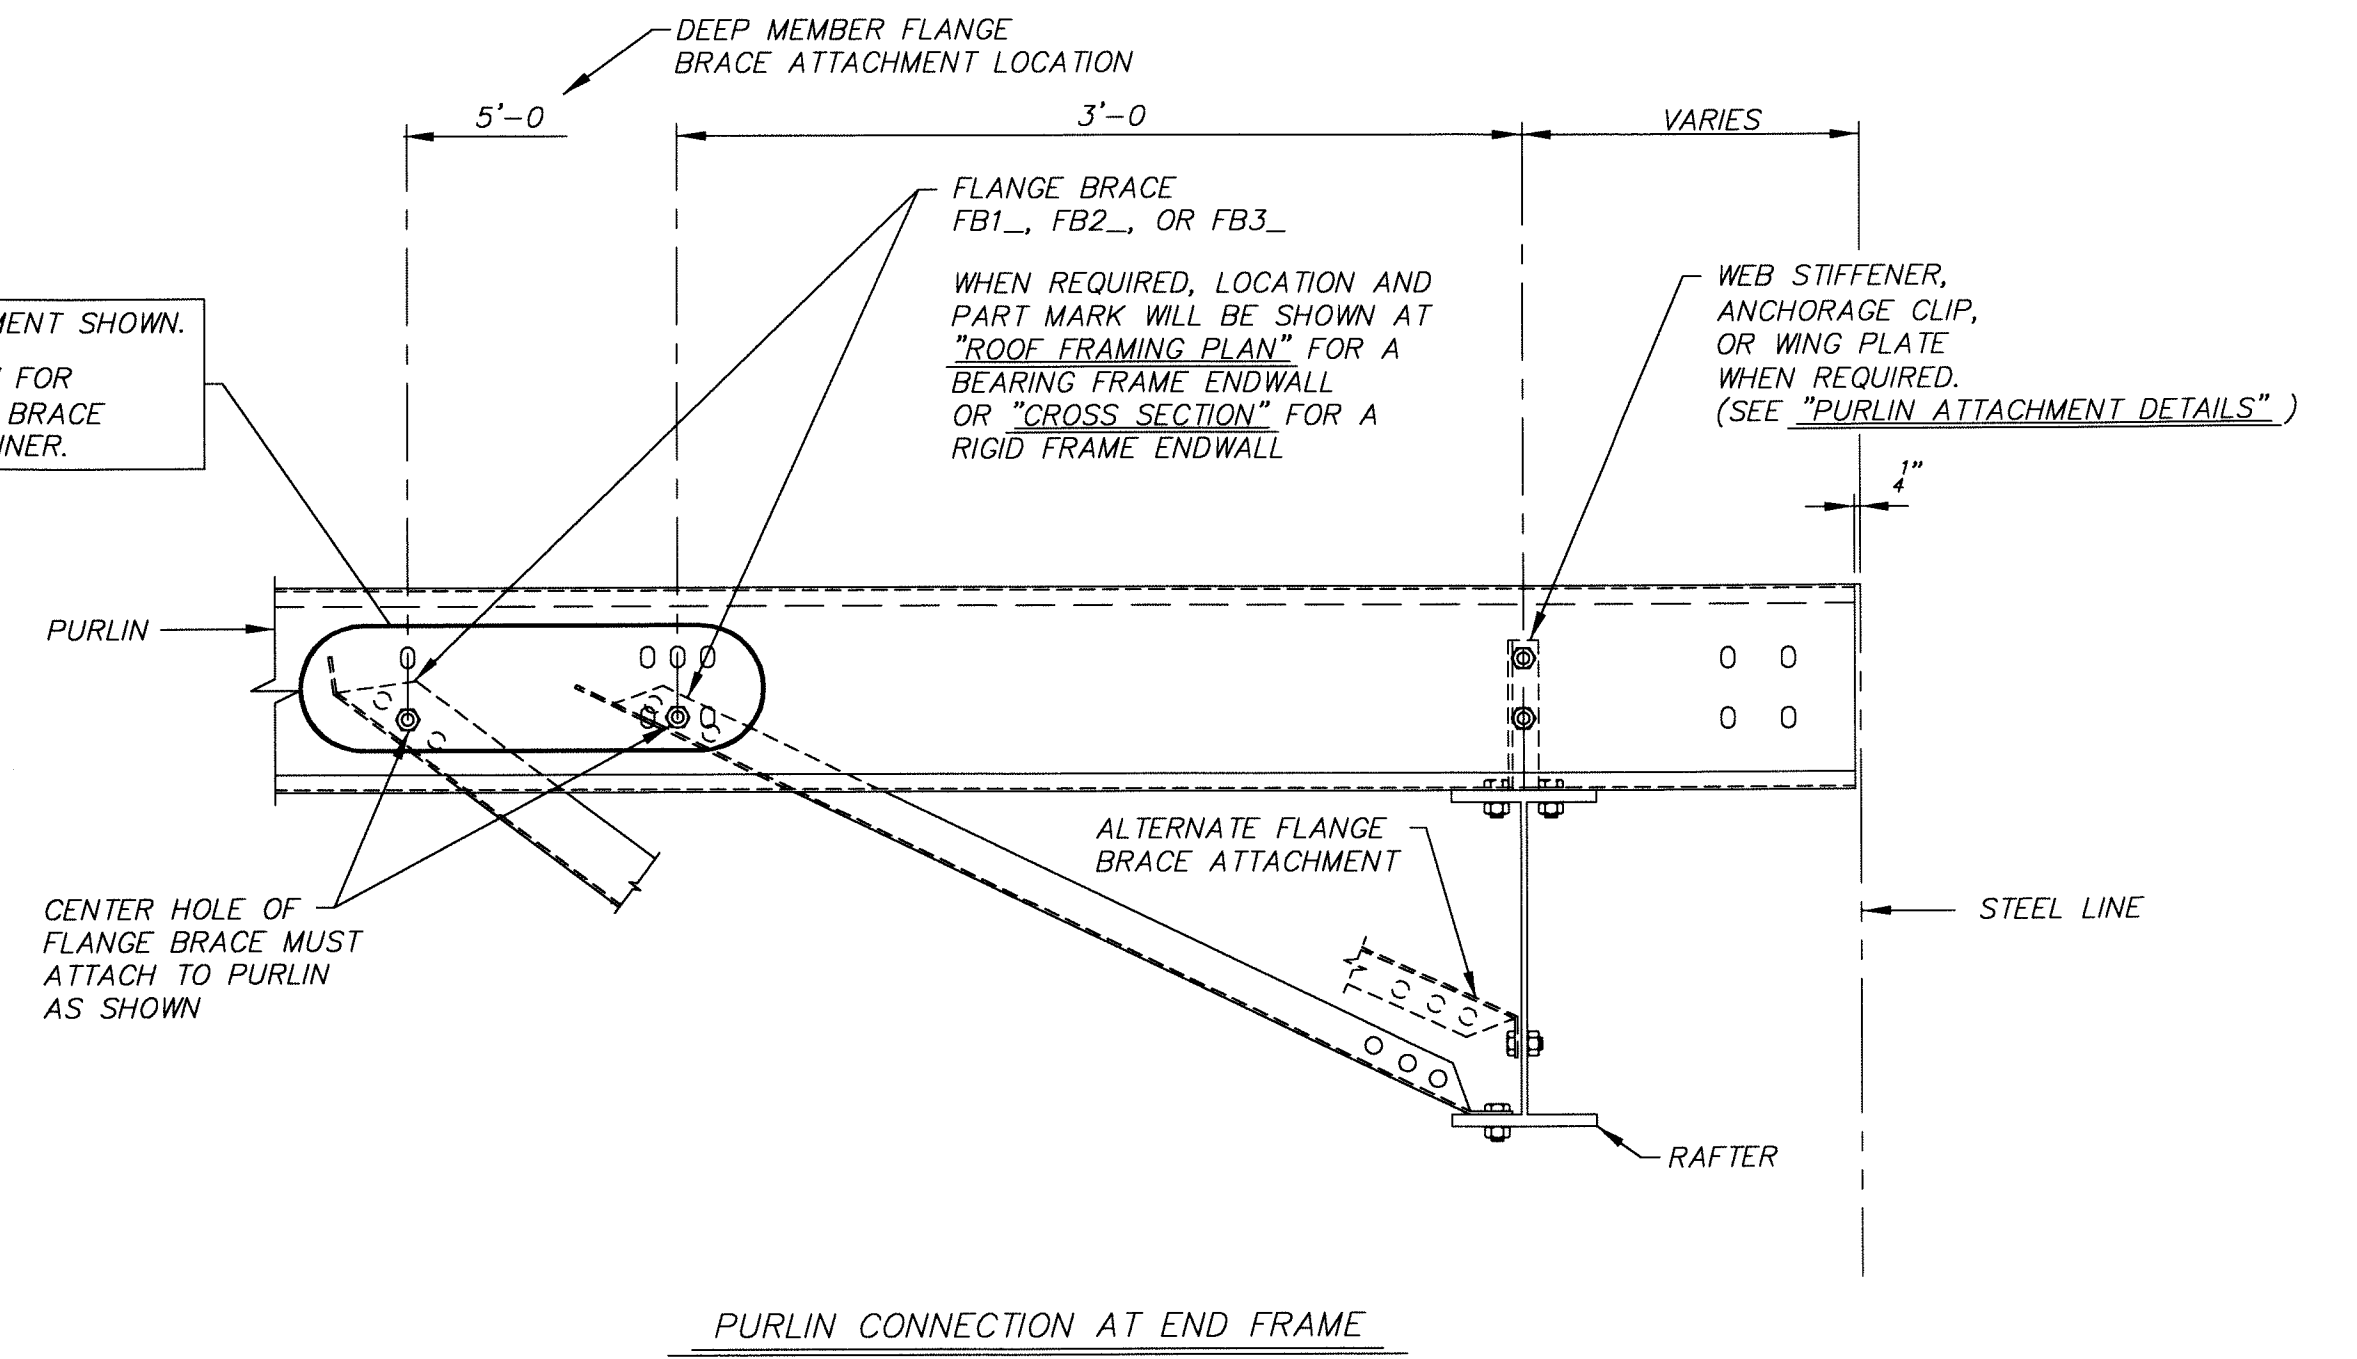 DEEP MEMBER FLANGE
BRACE ATTACHMENT LOCATION
5'-0
3'-0
VARIES
FLANGE BRACE
FB1_, FB2_, OR FB3_
WHEN REQUIRED, LOCATION AND
PART MARK WILL BE SHOWN AT
"ROOF FRAMING PLAN" FOR A
BEARING FRAME ENDWALL
OR "CROSS SECTION" FOR A
RIGID FRAME ENDWALL
WEB STIFFENER,
ANCHORAGE CLIP,
OR WING PLATE
WHEN REQUIRED.
(SEE "PURLIN ATTACHMENT DETAILS" )
MENT SHOWN.
FOR
BRACE
NER.
1/4"
PURLIN
ALTERNATE FLANGE
BRACE ATTACHMENT
CENTER HOLE OF
FLANGE BRACE MUST
ATTACH TO PURLIN
AS SHOWN
STEEL LINE
RAFTER
PURLIN CONNECTION AT END FRAME